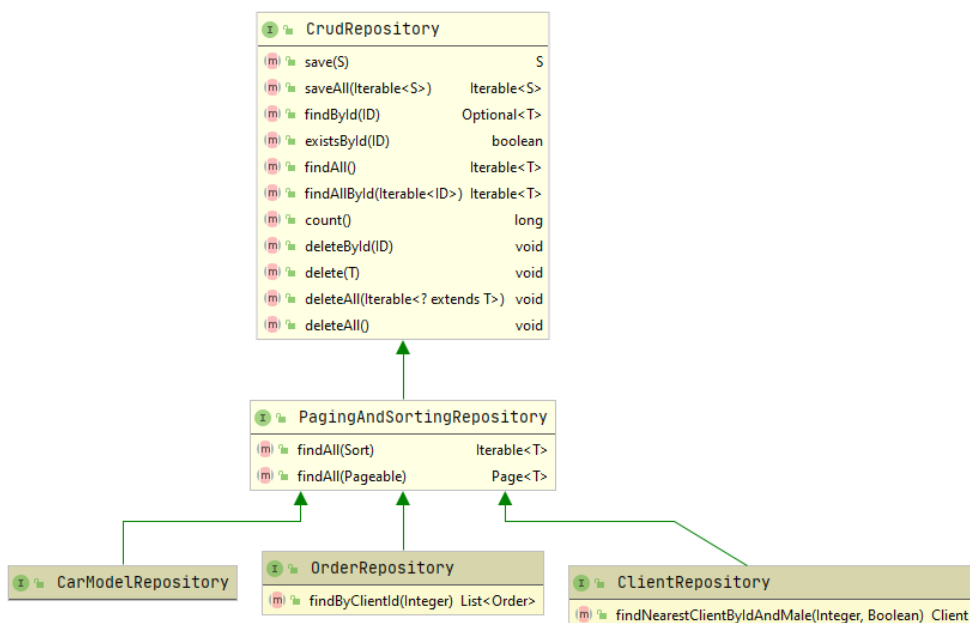 CrudRepository
save(S) S
saveAll(Iterable<S>) Iterable<S>
findById(ID) Optional<T>
existsById(ID) boolean
findAll() Iterable<T>
findAllById(Iterable<ID>) Iterable<T>
count() long
deleteById(ID) void
delete(T) void
deleteAll(Iterable<? extends T>) void
deleteAll() void
PagingAndSortingRepository
findAll(Sort) Iterable<T>
findAll(Pageable) Page<T>
CarModelRepository
OrderRepository
findByClientId(Integer) List<Order>
ClientRepository
findNearestClientByIdAndMale(Integer, Boolean) Client